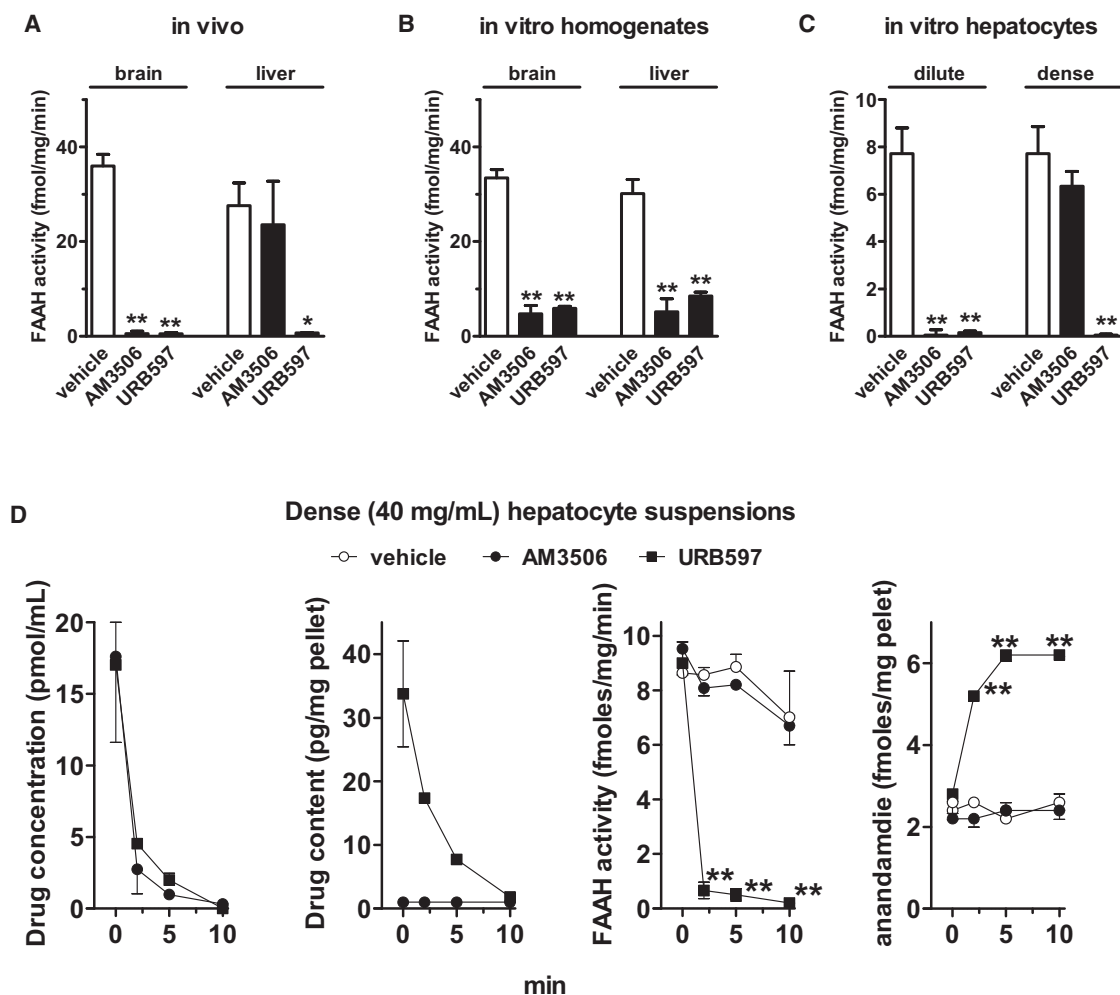 A in vivo
brain liver
FAAH activity (fmol/mg/min)
40
20
0
** ** *
vehicle AM3506 URB597 vehicle AM3506 URB597
B in vitro homogenates
brain liver
FAAH activity (fmol/mg/min)
40
20
0
** ** ** **
vehicle AM3506 URB597 vehicle AM3506 URB597
C in vitro hepatocytes
dilute dense
FAAH activity (fmol/mg/min)
10
8
6
4
2
0
** ** **
vehicle AM3506 URB597 vehicle AM3506 URB597
D Dense (40 mg/mL) hepatocyte suspensions
vehicle AM3506 URB597
Drug concentration (pmol/mL)
20
15
10
5
0
0 5 10
Drug content (pg/mg pellet)
40
30
20
10
0
0 5 10
FAAH activity (fmoles/mg/min)
10
8
6
4
2
0
** ** **
0 5 10
anandamdie (fmoles/mg pelet)
6
4
2
0
** ** **
0 5 10
min